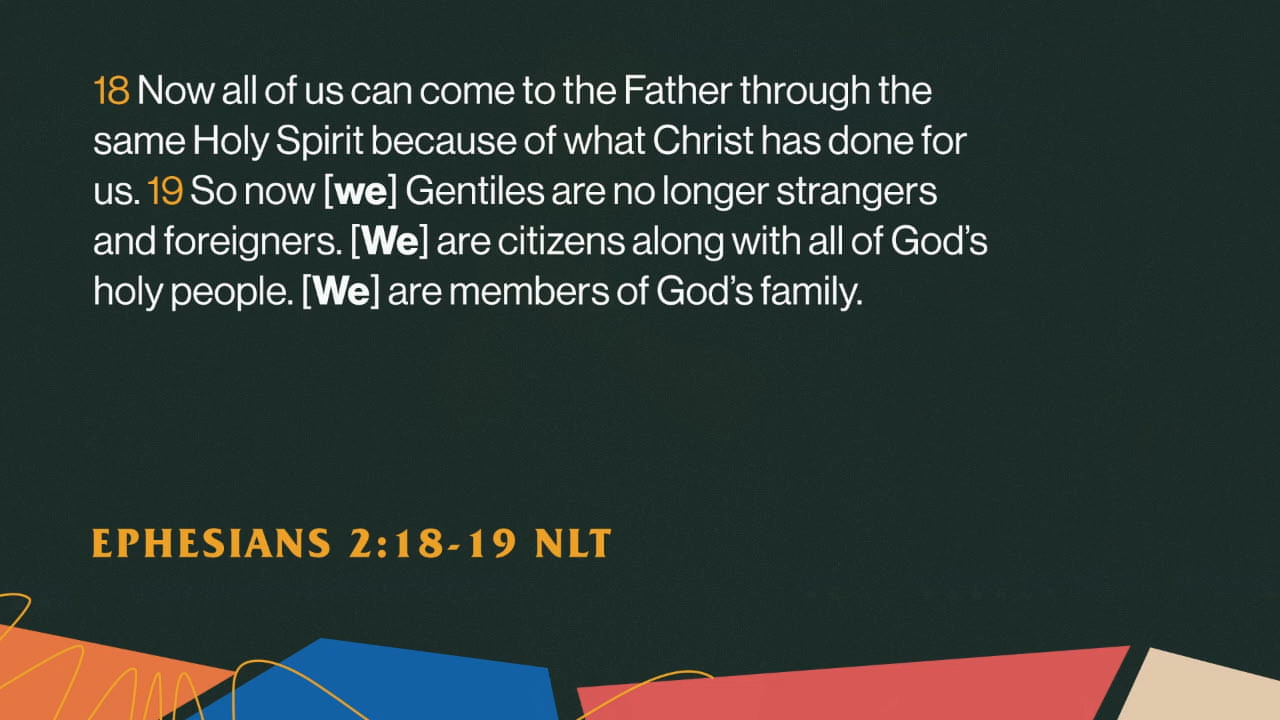 18 Now all of us can come to the Father through the
same Holy Spirit because of what Christ has done for
us. 19 So now [we] Gentiles are no longer strangers
and foreigners. [We] are citizens along with all of God’s
holy people. [We] are members of God’s family.
EPHESIANS 2:18-19 NLT